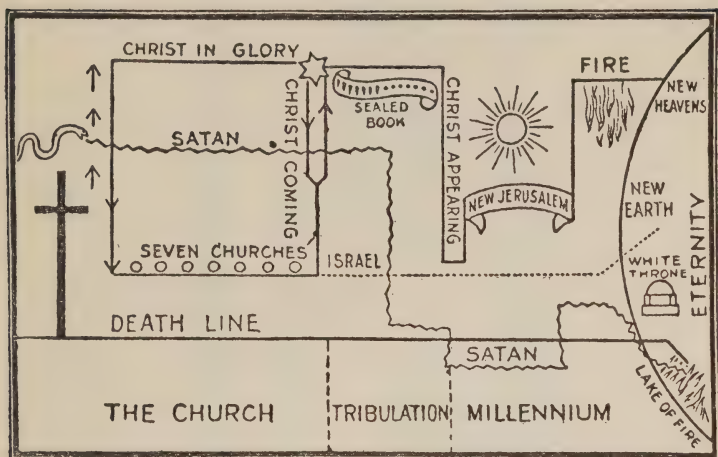 CHRIST IN GLORY
SATAN
CHRIST COMING
SEALED BOOK
CHRIST APPEARING
FIRE
NEW HEAVENS
NEW JERUSALEM
NEW EARTH
SEVEN CHURCHES
ISRAEL
WHITE THRONE
ETERNITY
DEATH LINE
SATAN
LAKE OF FIRE
THE CHURCH
TRIBULATION
MILLENNIUM